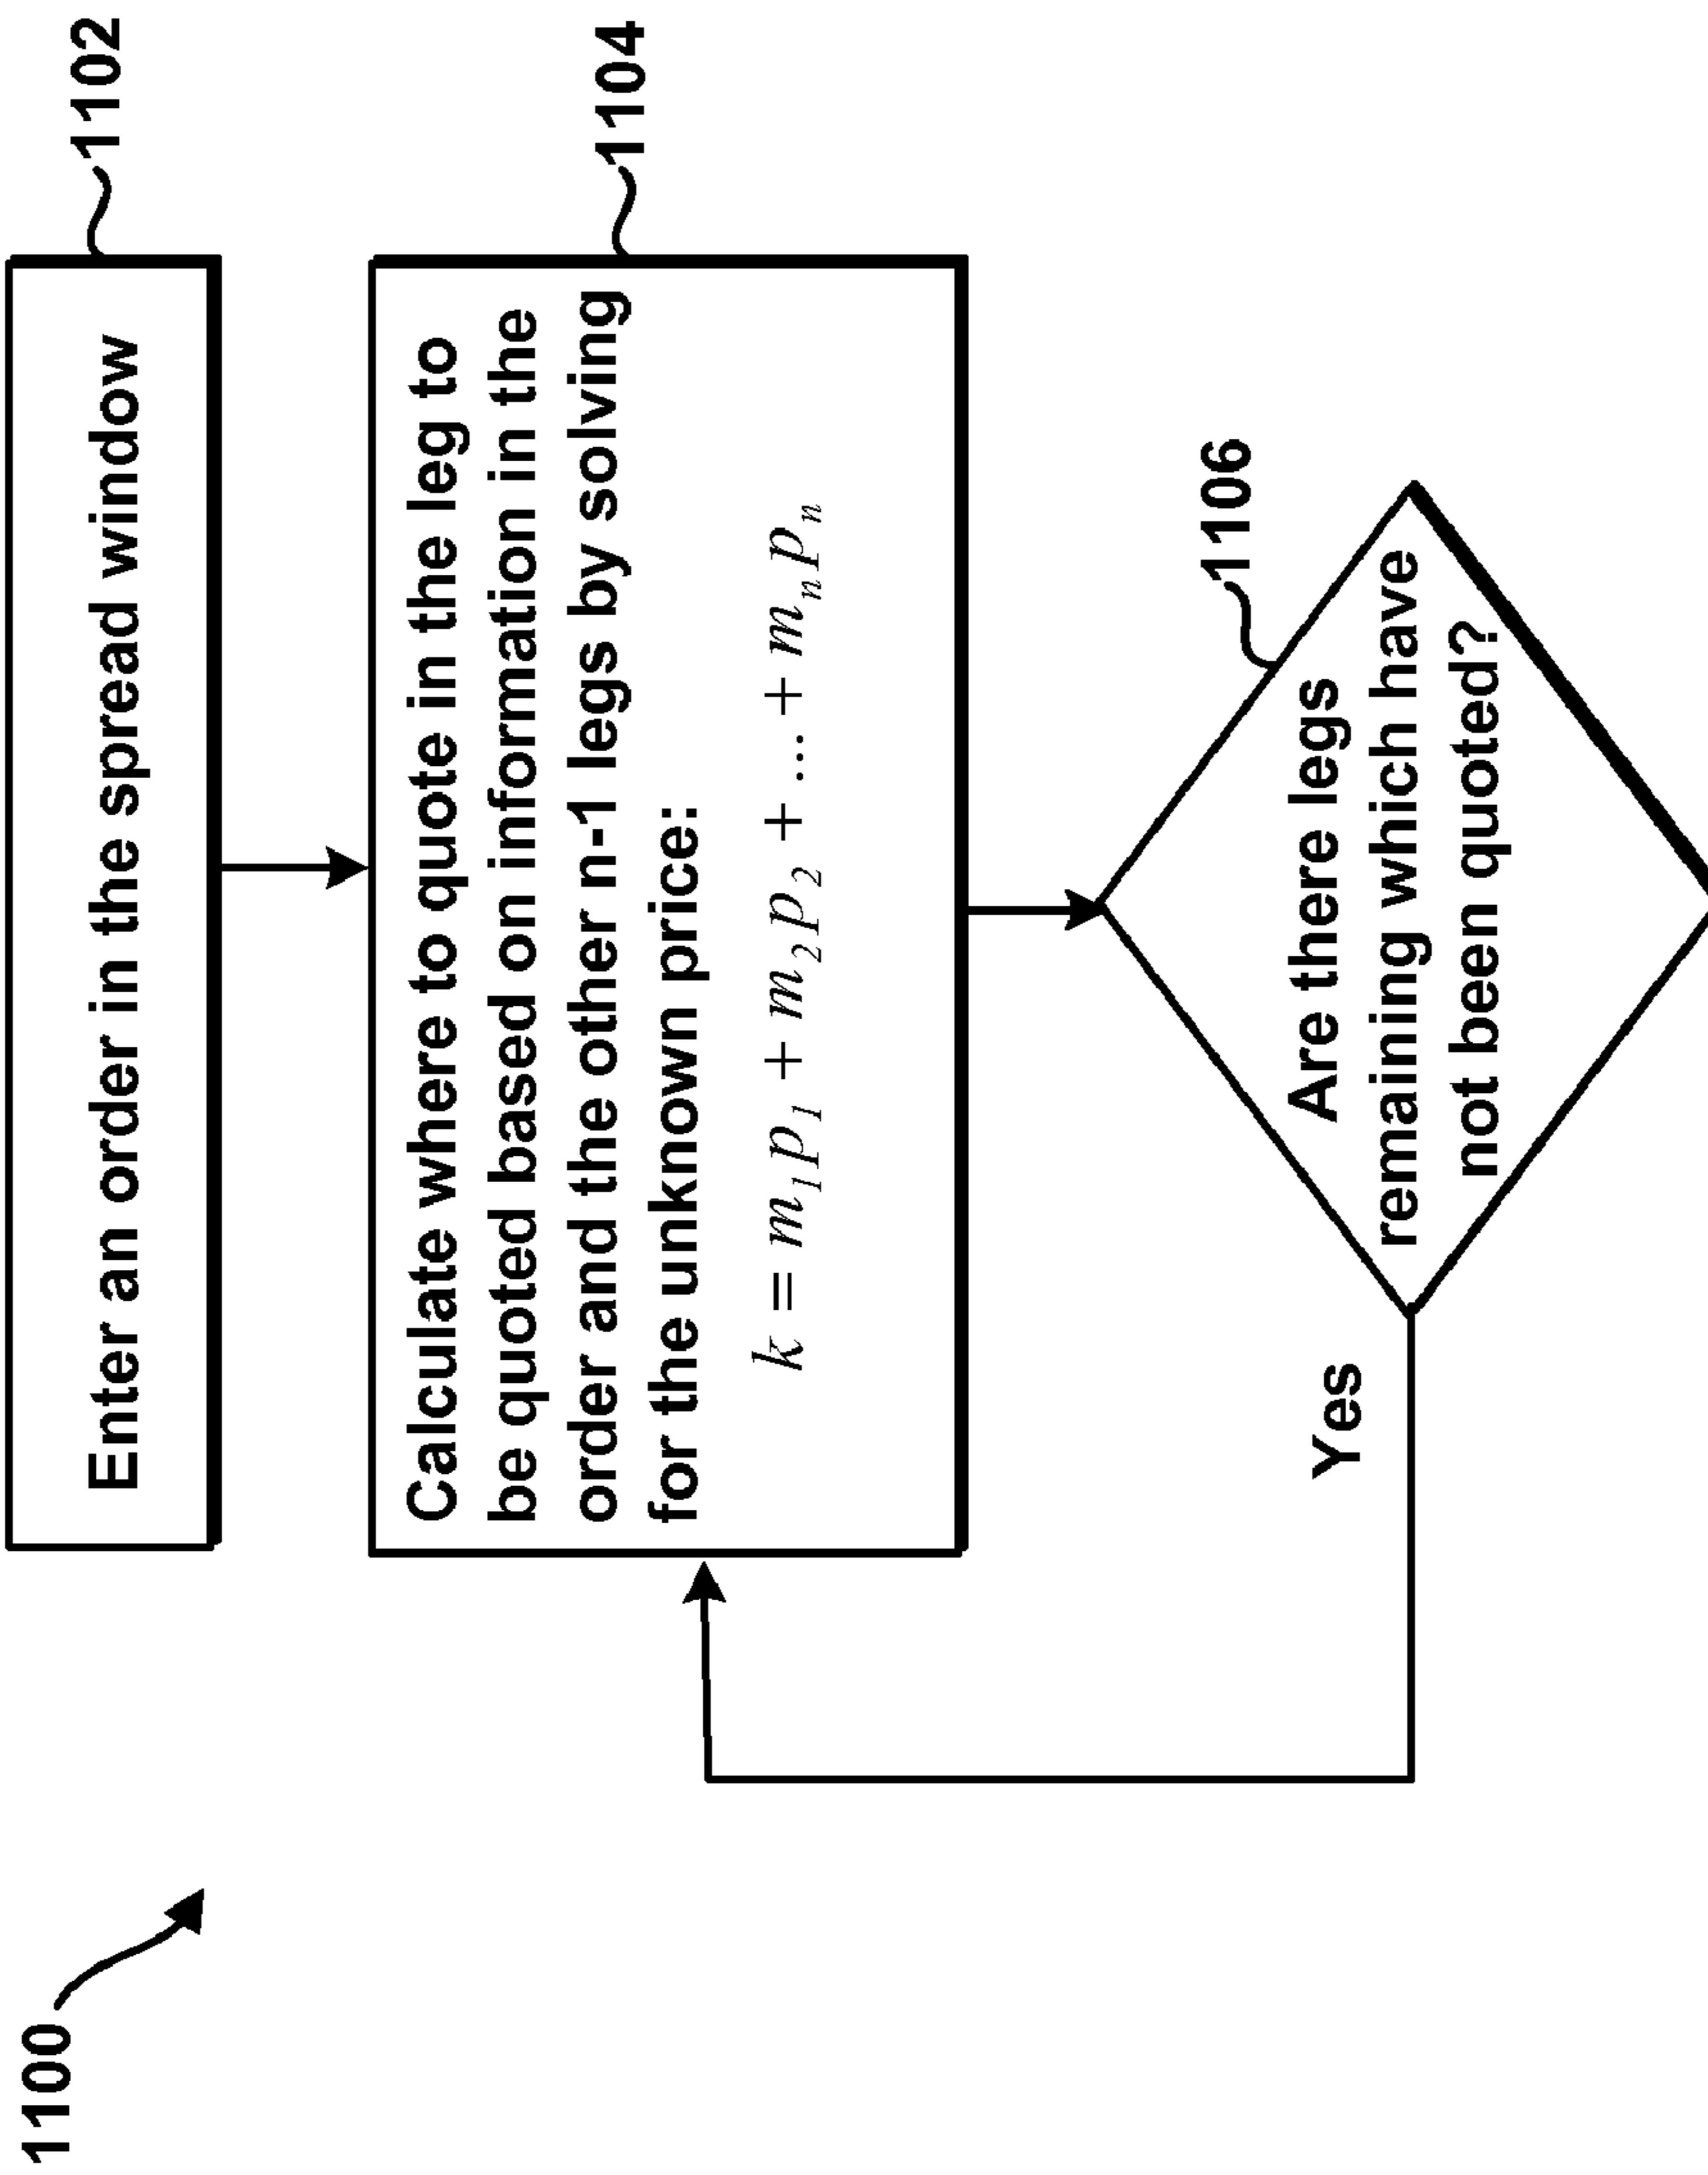 1100
Enter an order in the spread window
1102
Calculate where to quote in the leg to
be quoted based on information in the
order and the other n-1 legs by solving
for the unknown price:
k = m₁p₁ + m₂p₂ + ... + mₙpₙ
1104
1106
Are there legs
remaining which have
not been quoted?
Yes